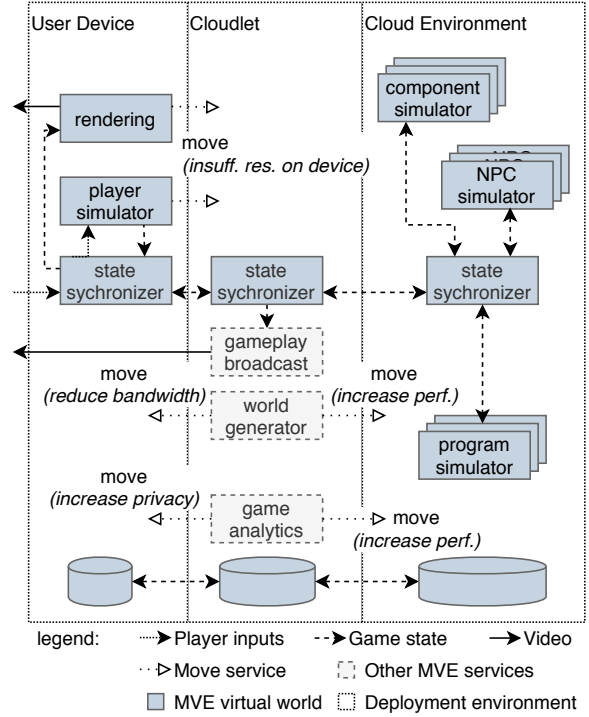 User Device
Cloudlet
Cloud Environment
rendering
component
simulator
move
(insuff. res. on device)
NPC
NPC
NPC
simulator
player
simulator
state
sychronizer
state
sychronizer
state
sychronizer
gameplay
broadcast
move
(reduce bandwidth)
move
(increase perf.)
world
generator
program
simulator
move
(increase privacy)
game
analytics
move
(increase perf.)
legend:
Player inputs
Game state
Video
Move service
Other MVE services
MVE virtual world
Deployment environment